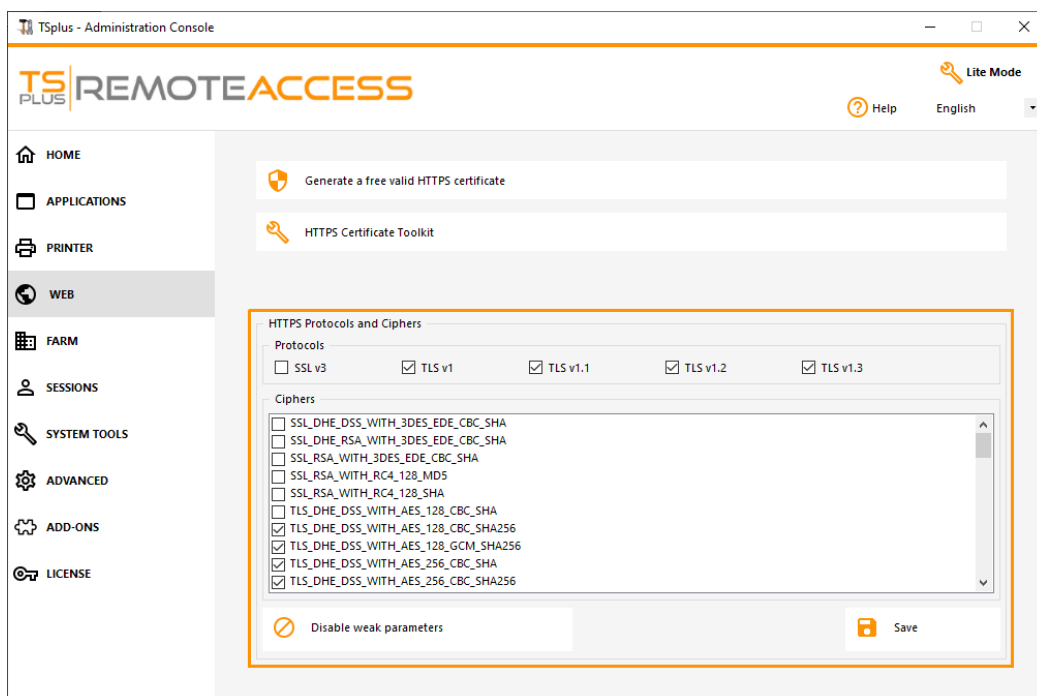 TSplus - Administration Console
TS PLUS REMOTEACCESS
Lite Mode
Help
English
HOME
APPLICATIONS
PRINTER
WEB
FARM
SESSIONS
SYSTEM TOOLS
ADVANCED
ADD-ONS
LICENSE
Generate a free valid HTTPS certificate
HTTPS Certificate Toolkit
HTTPS Protocols and Ciphers
Protocols
SSL v3 TLS v1 TLS v1.1 TLS v1.2 TLS v1.3
Ciphers
SSL_DHE_DSS_WITH_3DES_EDE_CBC_SHA
SSL_DHE_RSA_WITH_3DES_EDE_CBC_SHA
SSL_RSA_WITH_3DES_EDE_CBC_SHA
SSL_RSA_WITH_RC4_128_MD5
SSL_RSA_WITH_RC4_128_SHA
TLS_DHE_DSS_WITH_AES_128_CBC_SHA
TLS_DHE_DSS_WITH_AES_128_CBC_SHA256
TLS_DHE_DSS_WITH_AES_128_GCM_SHA256
TLS_DHE_DSS_WITH_AES_256_CBC_SHA
TLS_DHE_DSS_WITH_AES_256_CBC_SHA256
Disable weak parameters
Save